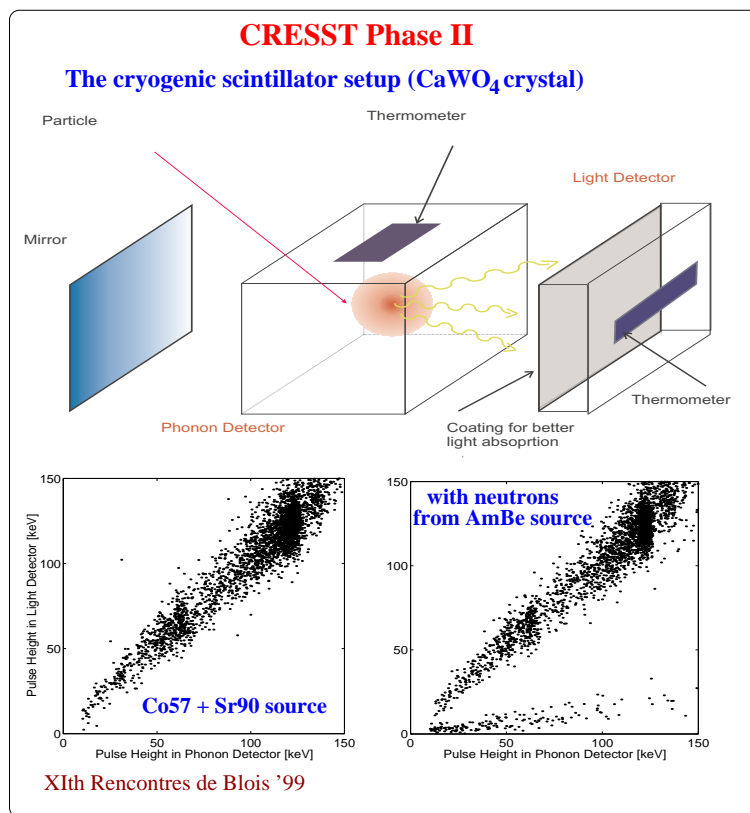 CRESST Phase II
The cryogenic scintillator setup (CaWO4 crystal)
Particle
Thermometer
Light Detector
Mirror
Phonon Detector
Coating for better
light absoprtion
Thermometer
150
100
50
0
Pulse Height in Light Detector [keV]
Co57 + Sr90 source
0 50 100 150
Pulse Height in Phonon Detector [keV]
150
100
50
0
with neutrons
from AmBe source
0 50 100 150
Pulse Height in Phonon Detector [keV]
XIth Rencontres de Blois '99